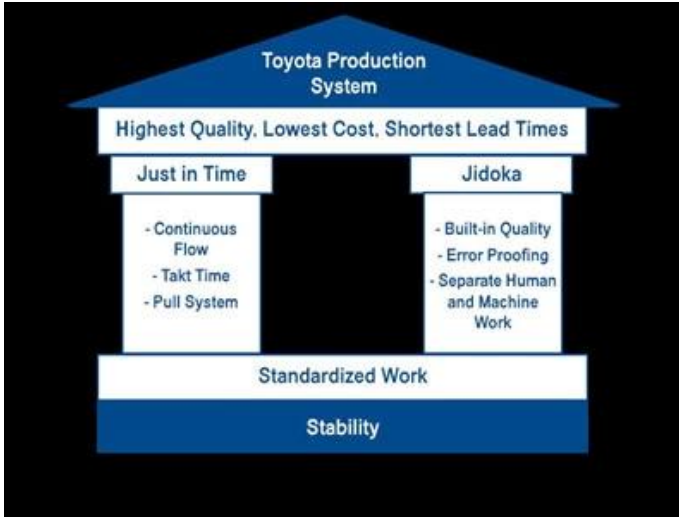 Toyota Production
System
Highest Quality, Lowest Cost, Shortest Lead Times
Just in Time
- Continuous
Flow
- Takt Time
- Pull System
Jidoka
- Built-in Quality
- Error Proofing
- Separate Human
and Machine
Work
Standardized Work
Stability